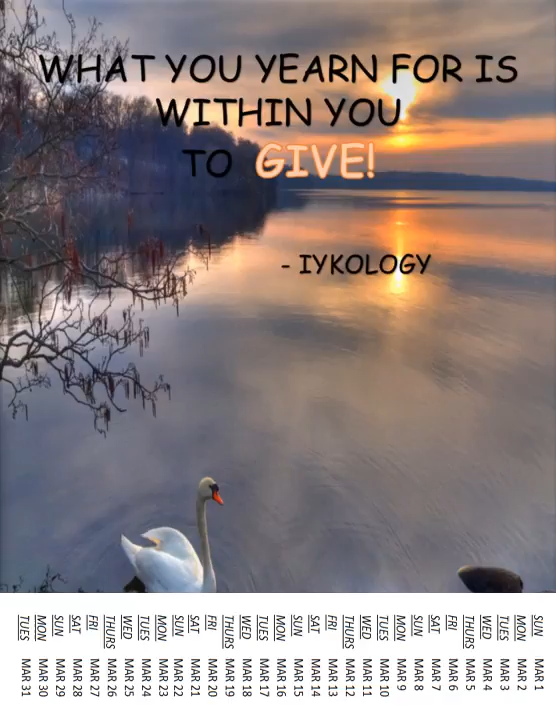 WHAT YOU YEARN FOR IS
WITHIN YOU
TO GIVE!
- IYKOLOGY
SUN MAR 1
MON MAR 2
TUES MAR 3
WED MAR 4
THURS MAR 5
FRI MAR 6
SAT MAR 7
SUN MAR 8
MON MAR 9
TUES MAR 10
WED MAR 11
THURS MAR 12
FRI MAR 13
SAT MAR 14
SUN MAR 15
MON MAR 16
TUES MAR 17
WED MAR 18
THURS MAR 19
FRI MAR 20
SAT MAR 21
SUN MAR 22
MON MAR 23
TUES MAR 24
WED MAR 25
THURS MAR 26
FRI MAR 27
SAT MAR 28
SUN MAR 29
MON MAR 30
TUES MAR 31